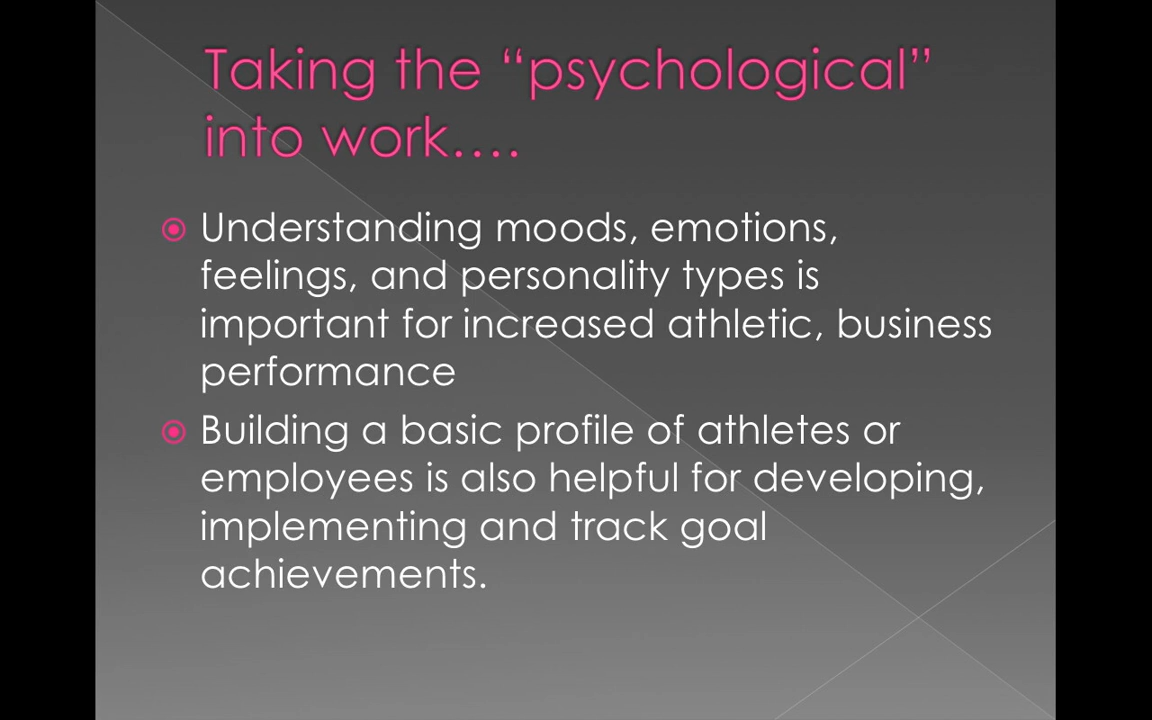 Taking the “psychological”
into work….
Understanding moods, emotions,
feelings, and personality types is
important for increased athletic, business
performance
Building a basic profile of athletes or
employees is also helpful for developing,
implementing and track goal
achievements.